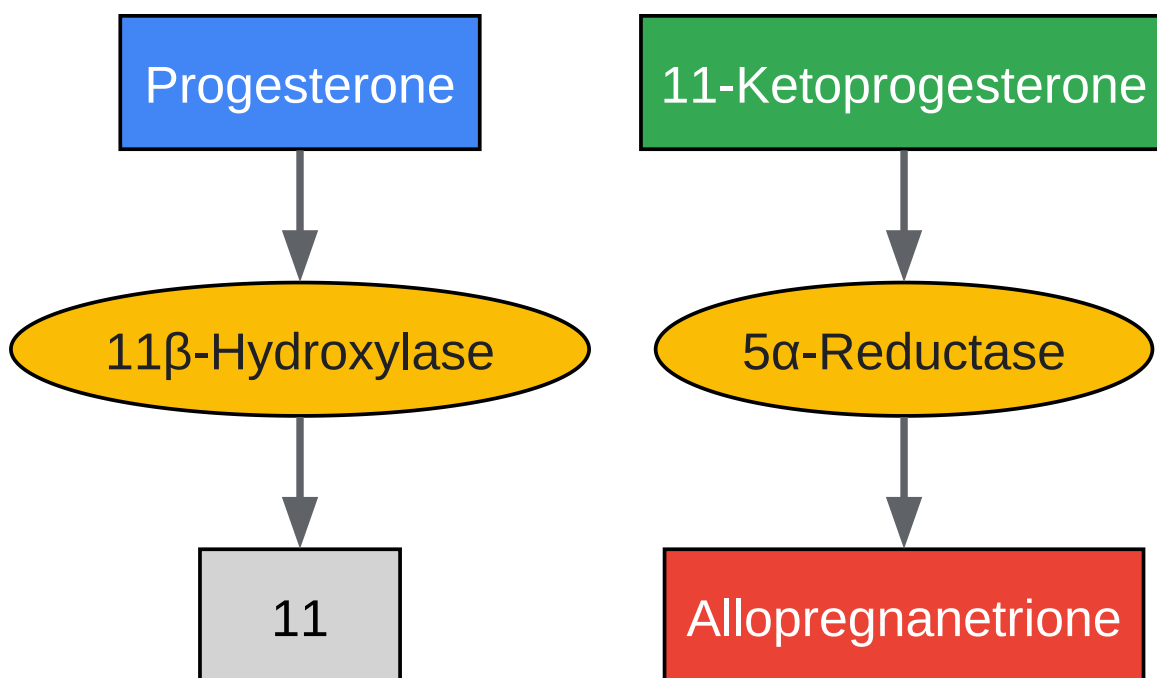 Progesterone
11-Ketoprogesterone
11β-Hydroxylase
5α-Reductase
11
Allopregnanetrione